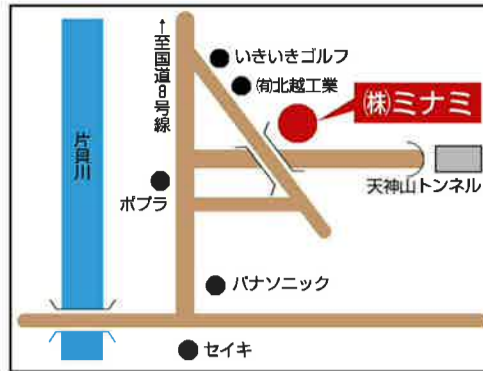 ↑至国道8号線
いきいきゴルフ
㈲北越工業
㈱ミナミ
片貝川
天神山トンネル
ポプラ
パナソニック
セイキ